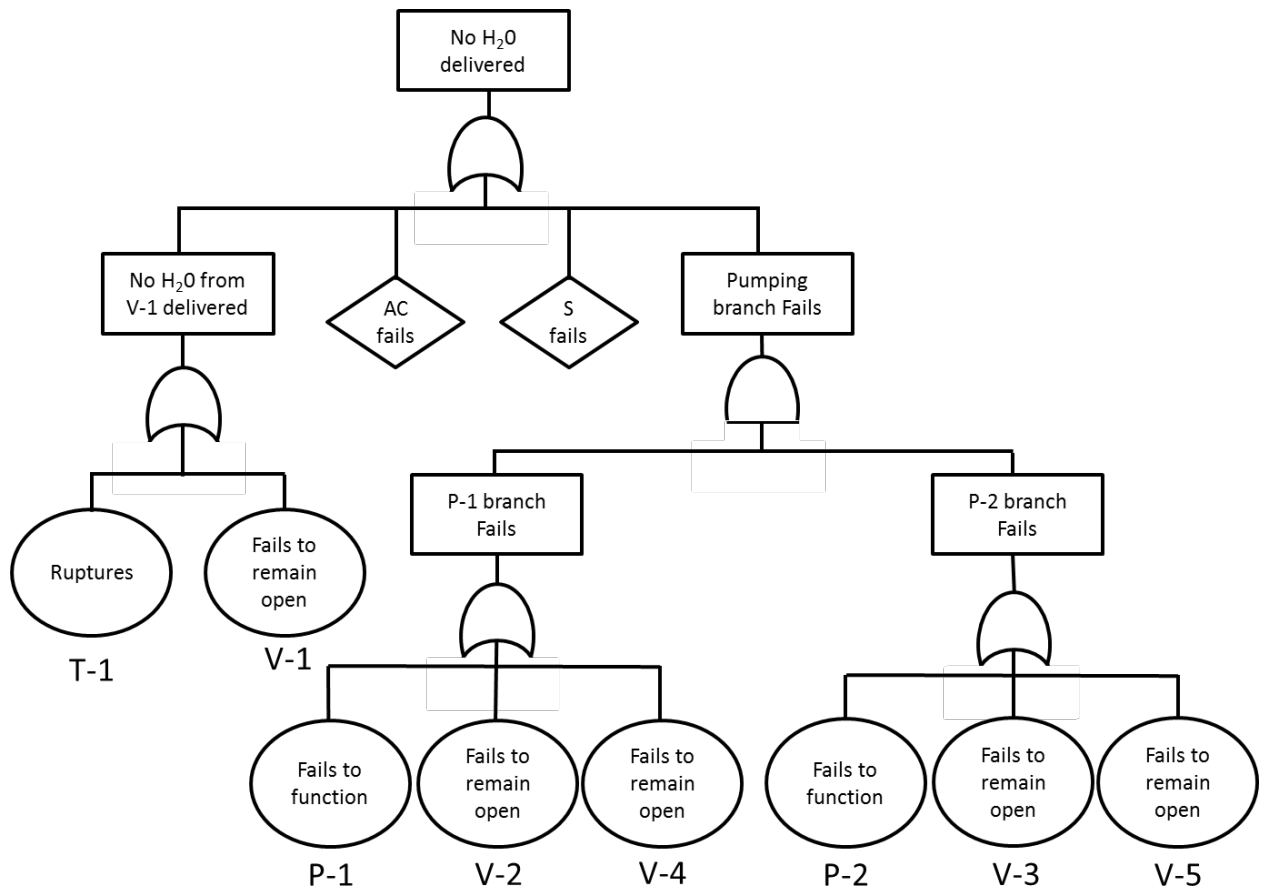 No H₂0
delivered
No H₂0 from
V-1 delivered
AC
fails
S
fails
Pumping
branch Fails
P-1 branch
Fails
P-2 branch
Fails
Ruptures
T-1
Fails to
remain
open
V-1
Fails to
function
P-1
Fails to
remain
open
V-2
Fails to
remain
open
V-4
Fails to
function
P-2
Fails to
remain
open
V-3
Fails to
remain
open
V-5